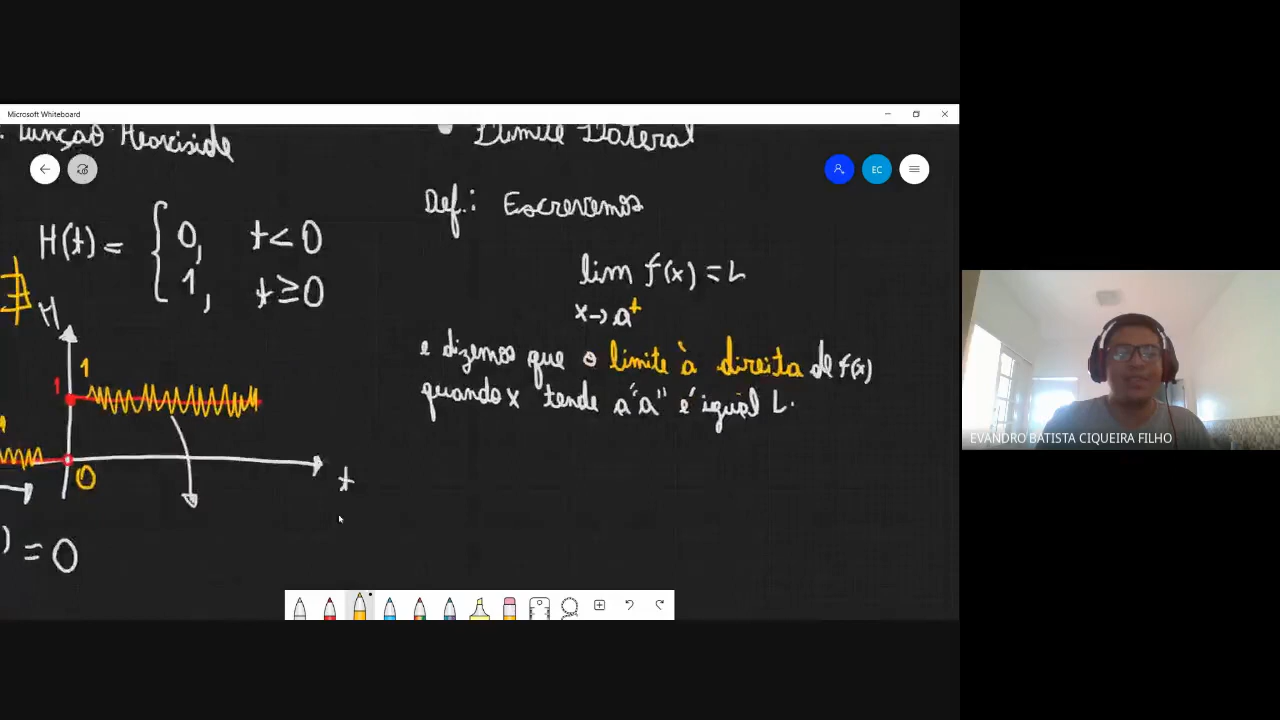 Microsoft Whiteboard
Função Heaviside
H(t) = { 0, t < 0
1, t ≥ 0
∄
H
1
1
0
t
) = 0
• Limite Lateral
Def.: Escrevemos
lim f(x) = L
x → a⁺
e dizemos que o limite à direita de f(x)
quando x tende a "a" é igual L.
EC
EVANDRO BATISTA CIQUEIRA FILHO